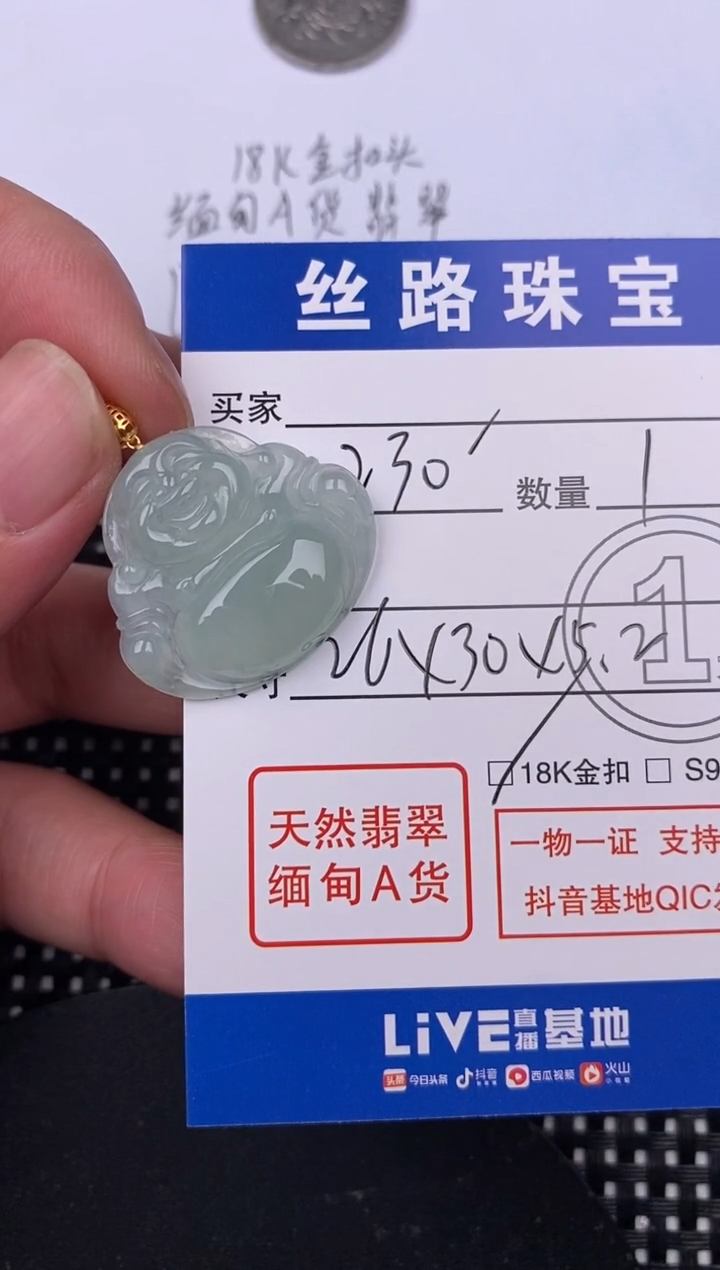 18K金扣头
缅甸A货翡翠
丝路珠宝
买家
230
数量 1
26X30X5.2
18K金扣 S9
天然翡翠
缅甸A货
一物一证 支持
抖音基地QIC
LiVE直播基地
头条 今日头条 抖音 西瓜视频 火山